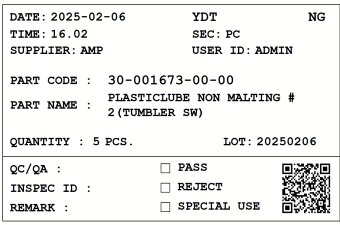 DATE: 2025-02-06 YDT NG
TIME: 16.02 SEC: PC
SUPPLIER: AMP USER ID: ADMIN
PART CODE : 30-001673-00-00
PART NAME : PLASTICLUBE NON MALTING #
2(TUMBLER SW)
QUANTITY : 5 PCS. LOT: 20250206
QC/QA : PASS
INSPEC ID : REJECT
REMARK : SPECIAL USE